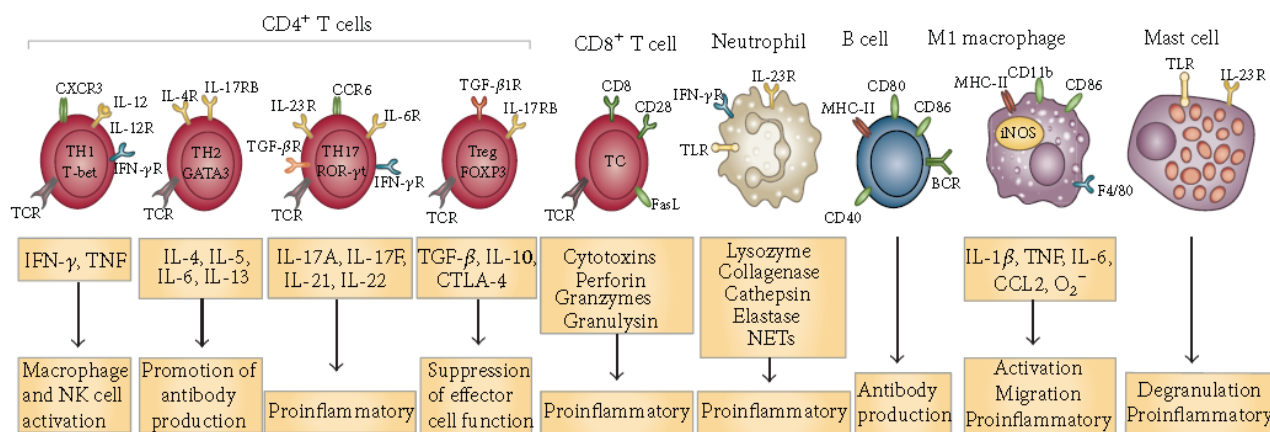 CD4⁺ T cells
CD8⁺ T cell
Neutrophil
B cell
M1 macrophage
Mast cell
CXCR3
IL-12
IL-12R
IFN-γR
TH1
T-bet
TCR
IL-4R
IL-17RB
TH2
GATA3
TCR
CCR6
IL-23R
IL-6R
TGF-βR
TH17
ROR-γt
IFN-γR
TCR
TGF-β1R
IL-17RB
Treg
FOXP3
TCR
CD8
CD28
TC
TCR
FasL
IL-23R
IFN-γR
TLR
CD80
MHC-II
CD86
BCR
CD40
CD11b
MHC-II
CD86
iNOS
F4/80
TLR
IL-23R
IFN-γ, TNF
IL-4, IL-5,
IL-6, IL-13
IL-17A, IL-17F,
IL-21, IL-22
TGF-β, IL-10,
CTLA-4
Cytotoxins
Perforin
Granzymes
Granulysin
Lysozyme
Collagenase
Cathepsin
Elastase
NETs
IL-1β, TNF, IL-6,
CCL2, O₂⁻
Macrophage
and NK cell
activation
Promotion of
antibody
production
Proinflammatory
Suppression
of effector
cell function
Proinflammatory
Proinflammatory
Antibody
production
Activation
Migration
Proinflammatory
Degranulation
Proinflammatory